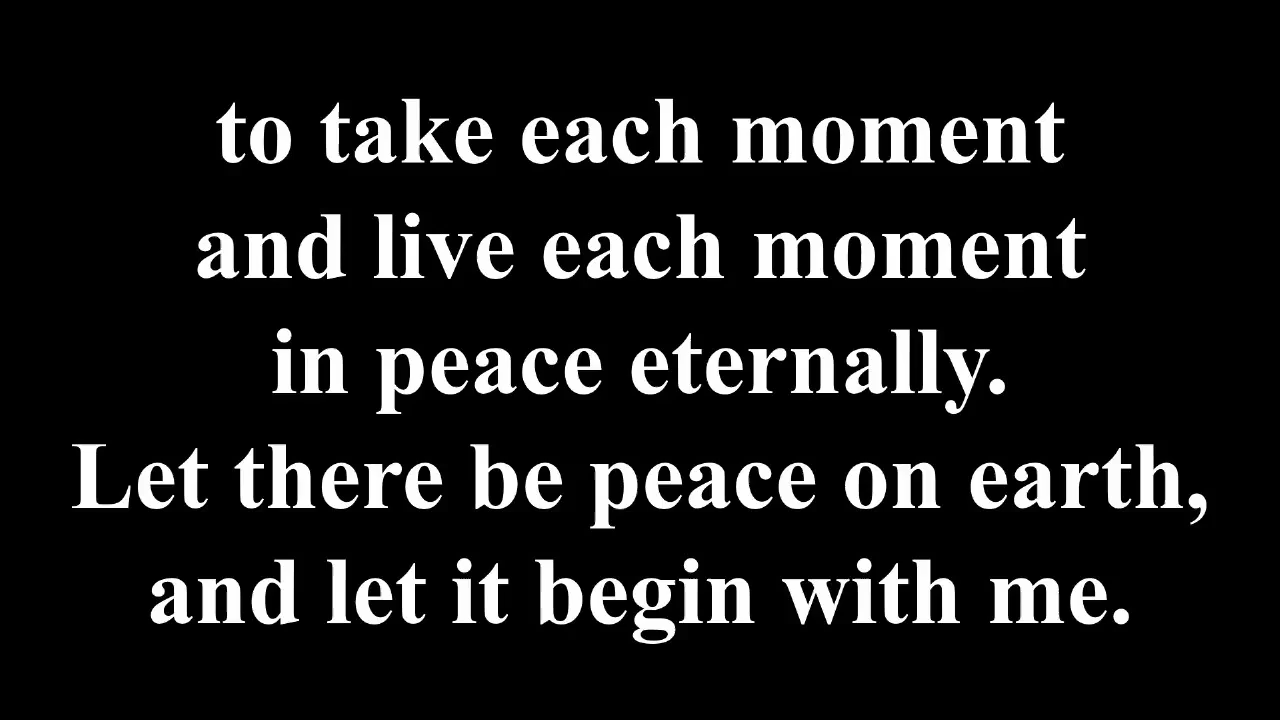 to take each moment
and live each moment
in peace eternally.
Let there be peace on earth,
and let it begin with me.